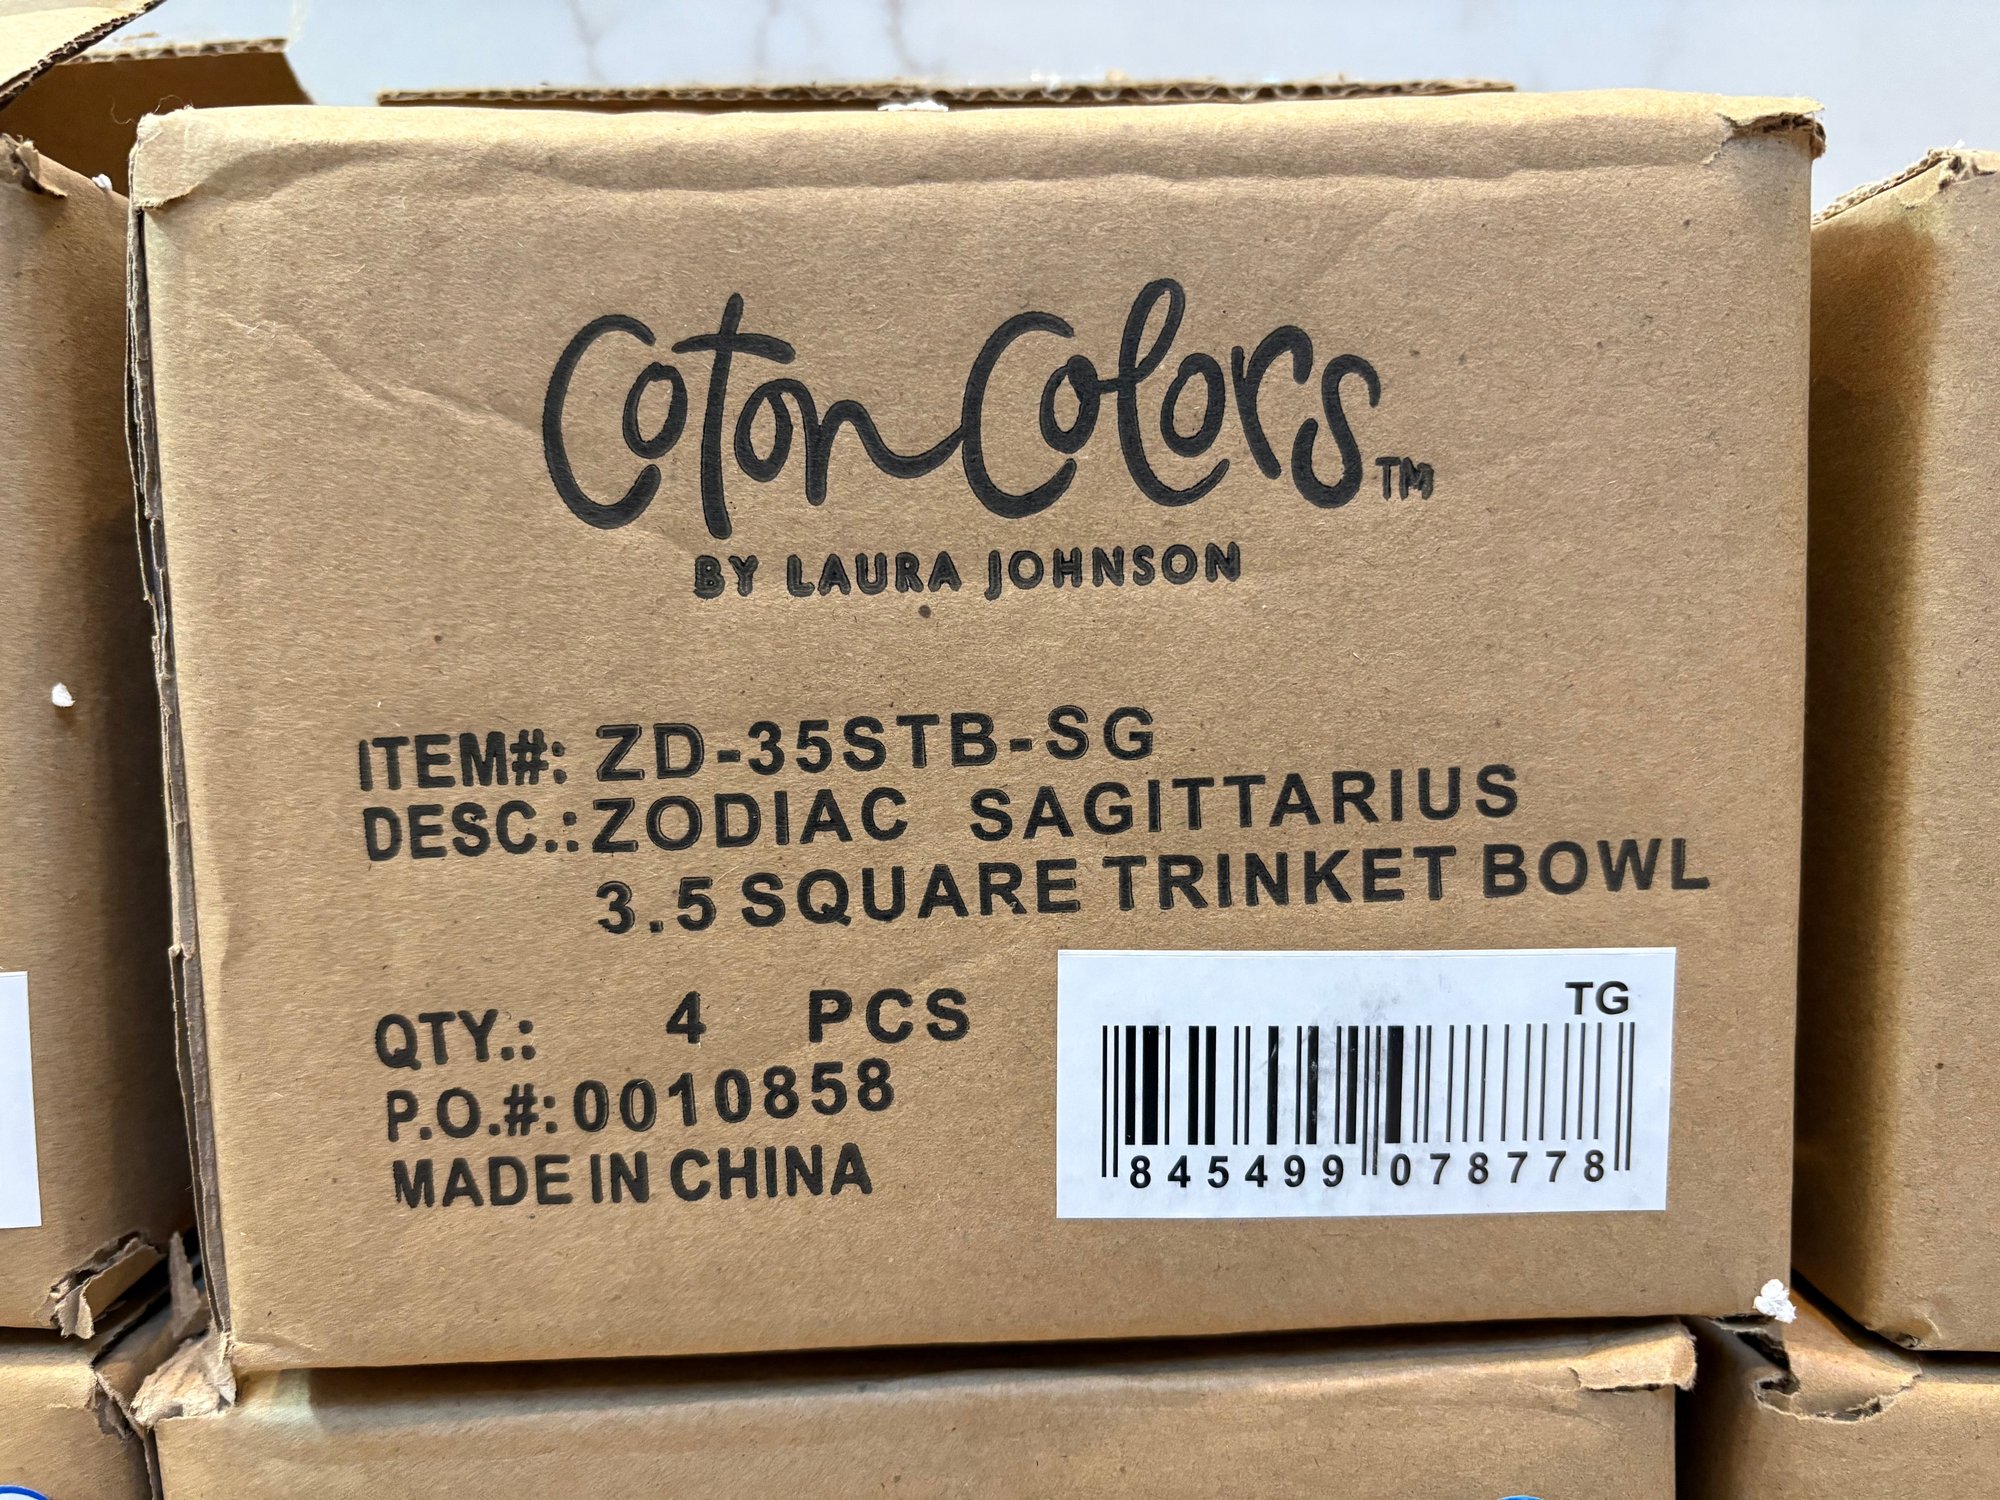 Coton Colors™
BY LAURA JOHNSON
ITEM#: ZD-35STB-SG
DESC.: ZODIAC SAGITTARIUS
3.5 SQUARE TRINKET BOWL
QTY.: 4 PCS
P.O.#: 0010858
MADE IN CHINA
TG
845499 078778